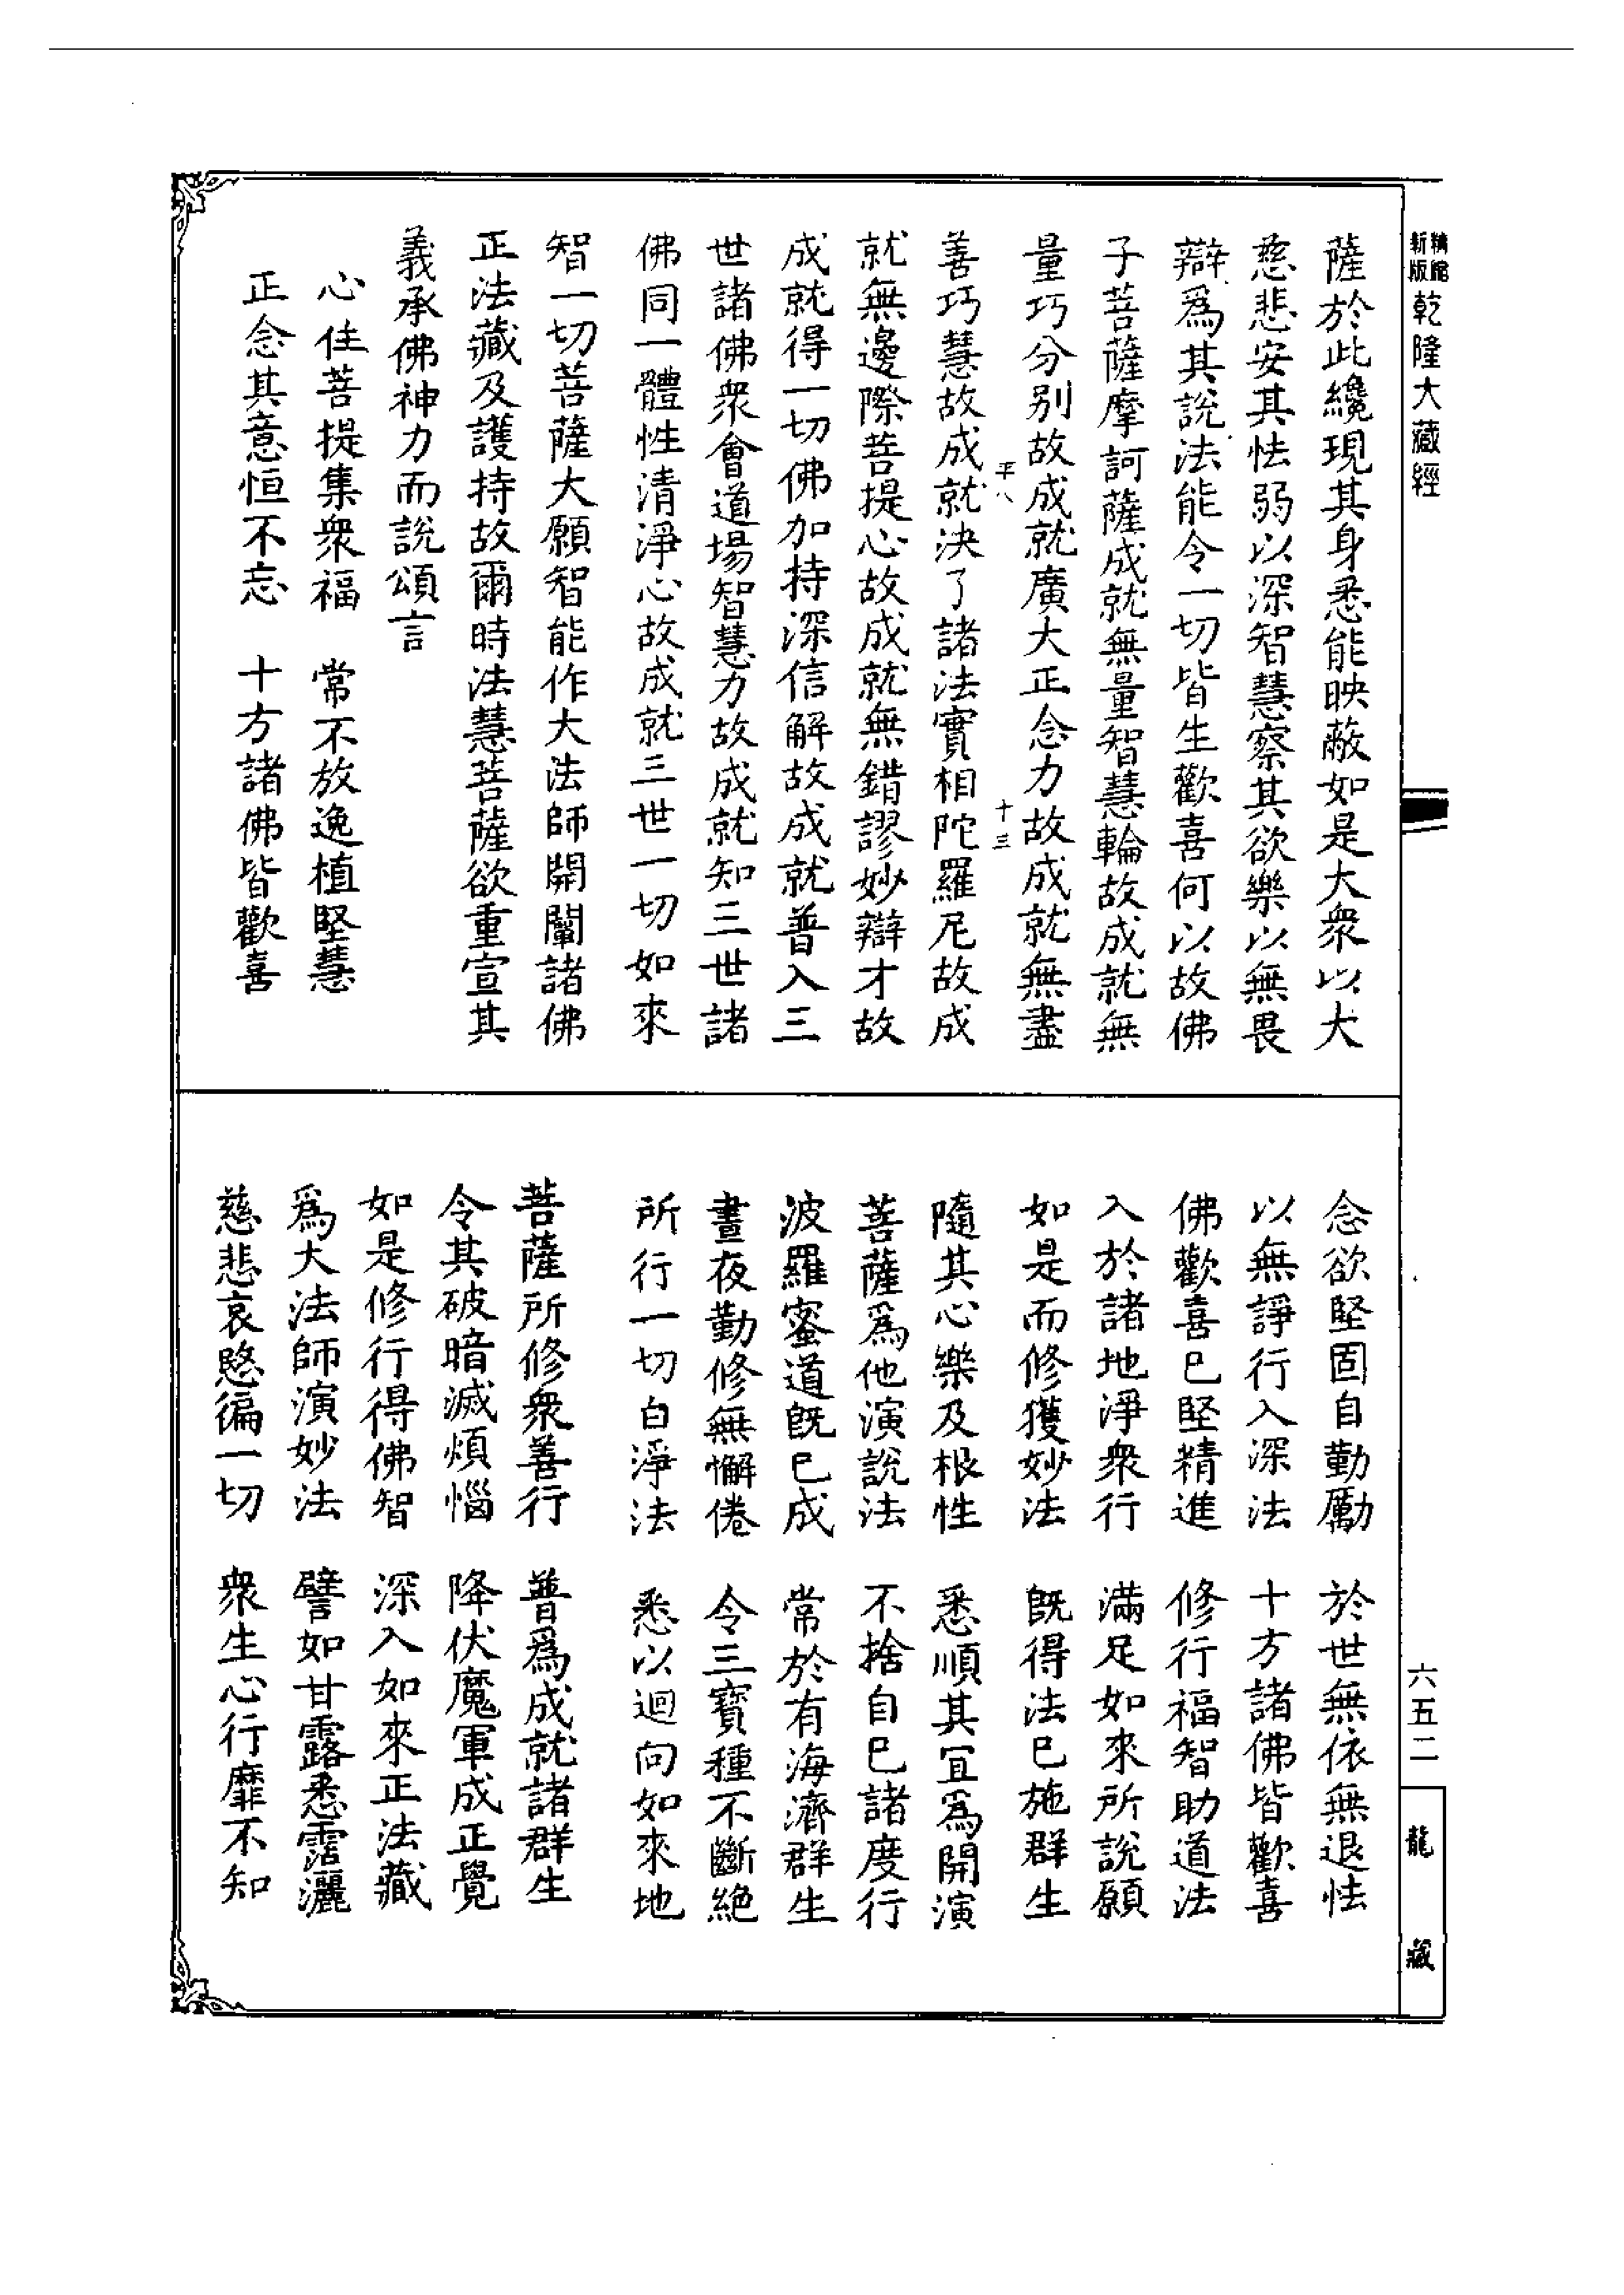 新版精縮乾隆大藏經
薩於此纔現其身悉能映蔽如是大衆以大
慈悲安其怯弱以深智慧察其欲樂以無畏
辯爲其說法能令一切皆生歡喜何以故佛
子菩薩摩訶薩成就無量智慧輪故成就無
量巧分别故成就廣大正念力故成就無盡
平八 十三
善巧慧故成就決了諸法實相陀羅尼故成
就無邊際菩提心故成就無錯謬妙辯才故
成就得一切佛加持深信解故成就普入三
世諸佛衆會道場智慧力故成就知三世諸
佛同一體性清淨心故成就三世一切如來
智一切菩薩大願智能作大法師開闡諸佛
正法藏及護持故爾時法慧菩薩欲重宣其
義承佛神力而說頌言
心住菩提集衆福 常不放逸植堅慧
正念其意恒不忘 十方諸佛皆歡喜
念欲堅固自勤勵 於世無依無退怯
以無諍行入深法 十方諸佛皆歡喜
佛歡喜已堅精進 修行福智助道法
入於諸地淨衆行 滿足如來所說願
如是而修獲妙法 旣得法已施群生
隨其心樂及根性 悉順其宜爲開演
菩薩爲他演說法 不捨自已諸度行
波羅蜜道旣已成 常於有海濟群生
晝夜勤修無懈倦 令三寶種不斷絶
所行一切白淨法 悉以迴向如來地
菩薩所修衆善行 普爲成就諸群生
令其破暗滅煩惱 降伏魔軍成正覺
如是修行得佛智 深入如來正法藏
爲大法師演妙法 譬如甘露悉霑灑
慈悲哀愍徧一切 衆生心行靡不知
六五二
龍藏